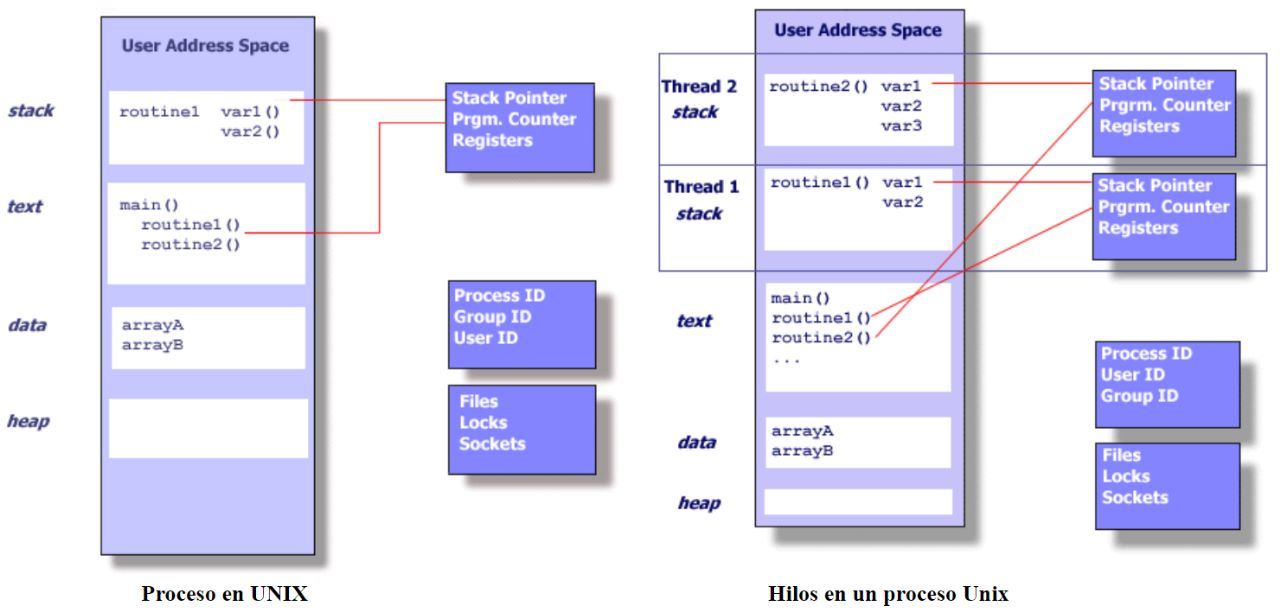 User Address Space
stack
routine1 var1()
var2()
Stack Pointer
Prgm. Counter
Registers
text
main()
routine1()
routine2()
data
arrayA
arrayB
heap
Process ID
Group ID
User ID
Files
Locks
Sockets
Proceso en UNIX
User Address Space
Thread 2
stack
routine2() var1
var2
var3
Stack Pointer
Prgrm. Counter
Registers
Thread 1
stack
routine1() var1
var2
Stack Pointer
Prgrm. Counter
Registers
text
main()
routine1()
routine2()
...
data
arrayA
arrayB
heap
Process ID
User ID
Group ID
Files
Locks
Sockets
Hilos en un proceso Unix